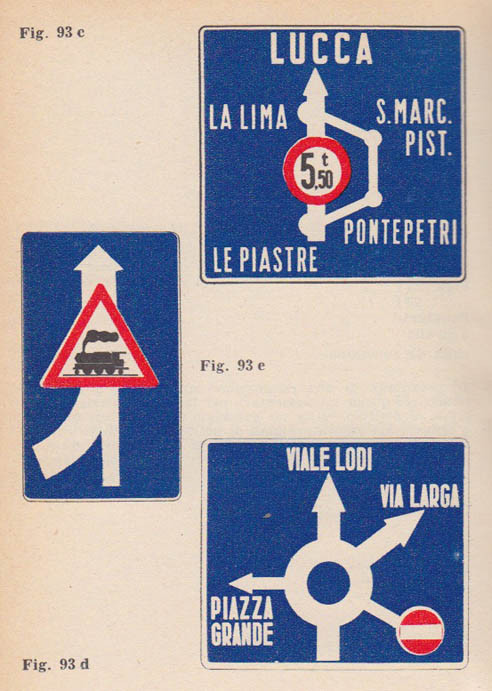 Fig. 93 c
LUCCA
LA LIMA
S. MARC.
PIST.
5,50 t
PONTEPETRI
LE PIASTRE
Fig. 93 e
VIALE LODI
VIA LARGA
PIAZZA
GRANDE
Fig. 93 d